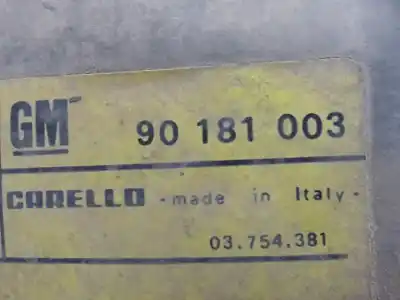 GM 90 181 003
CARELLO - made in Italy -
03.754.381